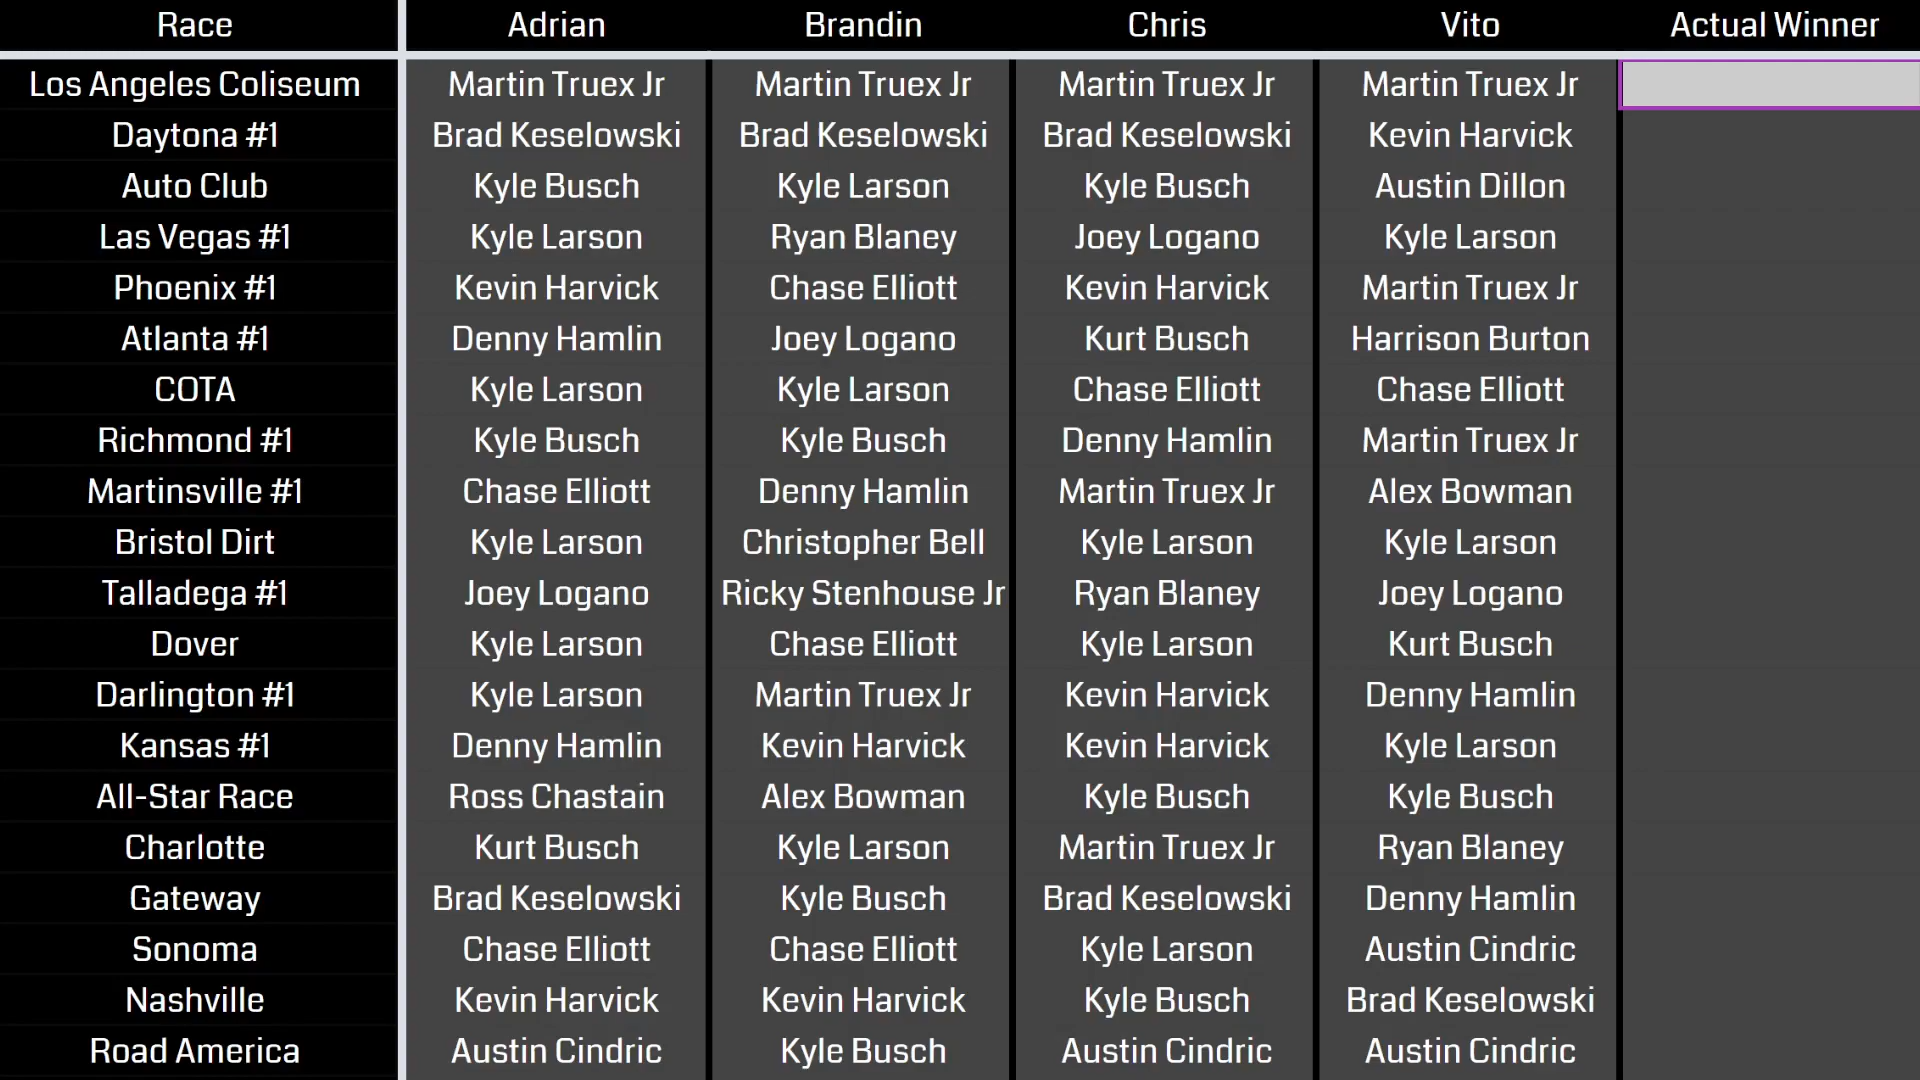 Race Adrian Brandin Chris Vito Actual Winner
Los Angeles Coliseum Martin Truex Jr Martin Truex Jr Martin Truex Jr Martin Truex Jr
Daytona #1 Brad Keselowski Brad Keselowski Brad Keselowski Kevin Harvick
Auto Club Kyle Busch Kyle Larson Kyle Busch Austin Dillon
Las Vegas #1 Kyle Larson Ryan Blaney Joey Logano Kyle Larson
Phoenix #1 Kevin Harvick Chase Elliott Kevin Harvick Martin Truex Jr
Atlanta #1 Denny Hamlin Joey Logano Kurt Busch Harrison Burton
COTA Kyle Larson Kyle Larson Chase Elliott Chase Elliott
Richmond #1 Kyle Busch Kyle Busch Denny Hamlin Martin Truex Jr
Martinsville #1 Chase Elliott Denny Hamlin Martin Truex Jr Alex Bowman
Bristol Dirt Kyle Larson Christopher Bell Kyle Larson Kyle Larson
Talladega #1 Joey Logano Ricky Stenhouse Jr Ryan Blaney Joey Logano
Dover Kyle Larson Chase Elliott Kyle Larson Kurt Busch
Darlington #1 Kyle Larson Martin Truex Jr Kevin Harvick Denny Hamlin
Kansas #1 Denny Hamlin Kevin Harvick Kevin Harvick Kyle Larson
All-Star Race Ross Chastain Alex Bowman Kyle Busch Kyle Busch
Charlotte Kurt Busch Kyle Larson Martin Truex Jr Ryan Blaney
Gateway Brad Keselowski Kyle Busch Brad Keselowski Denny Hamlin
Sonoma Chase Elliott Chase Elliott Kyle Larson Austin Cindric
Nashville Kevin Harvick Kevin Harvick Kyle Busch Brad Keselowski
Road America Austin Cindric Kyle Busch Austin Cindric Austin Cindric